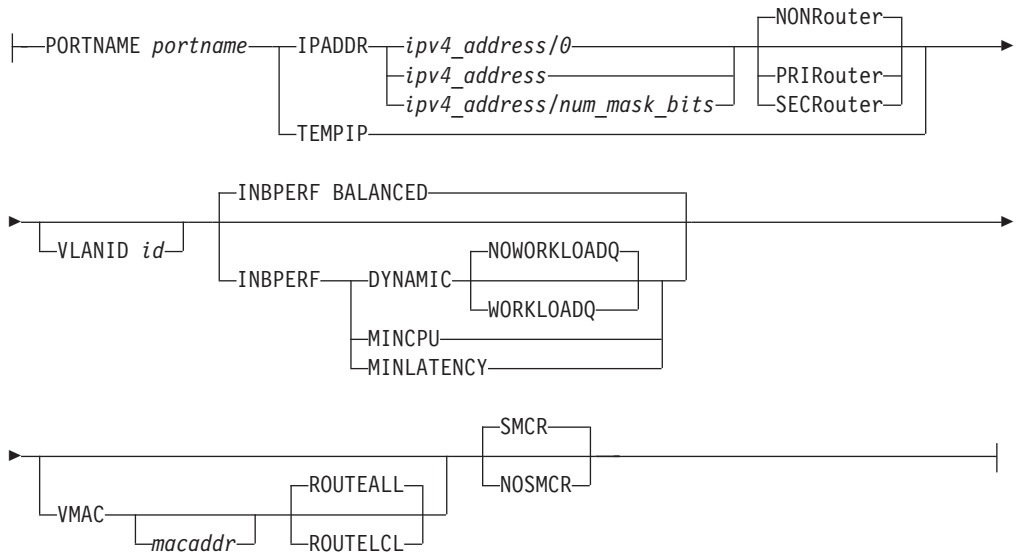 NONRouter
PORTNAME portname IPADDR ipv4_address/0
ipv4_address PRIRouter
ipv4_address/num_mask_bits SECRouter
TEMPIP
INBPERF BALANCED
VLANID id NOWORKLOADQ
INBPERF DYNAMIC
WORKLOADQ
MINCPU
MINLATENCY
SMCR
ROUTEALL NOSMCR
VMAC
macaddr ROUTELCL